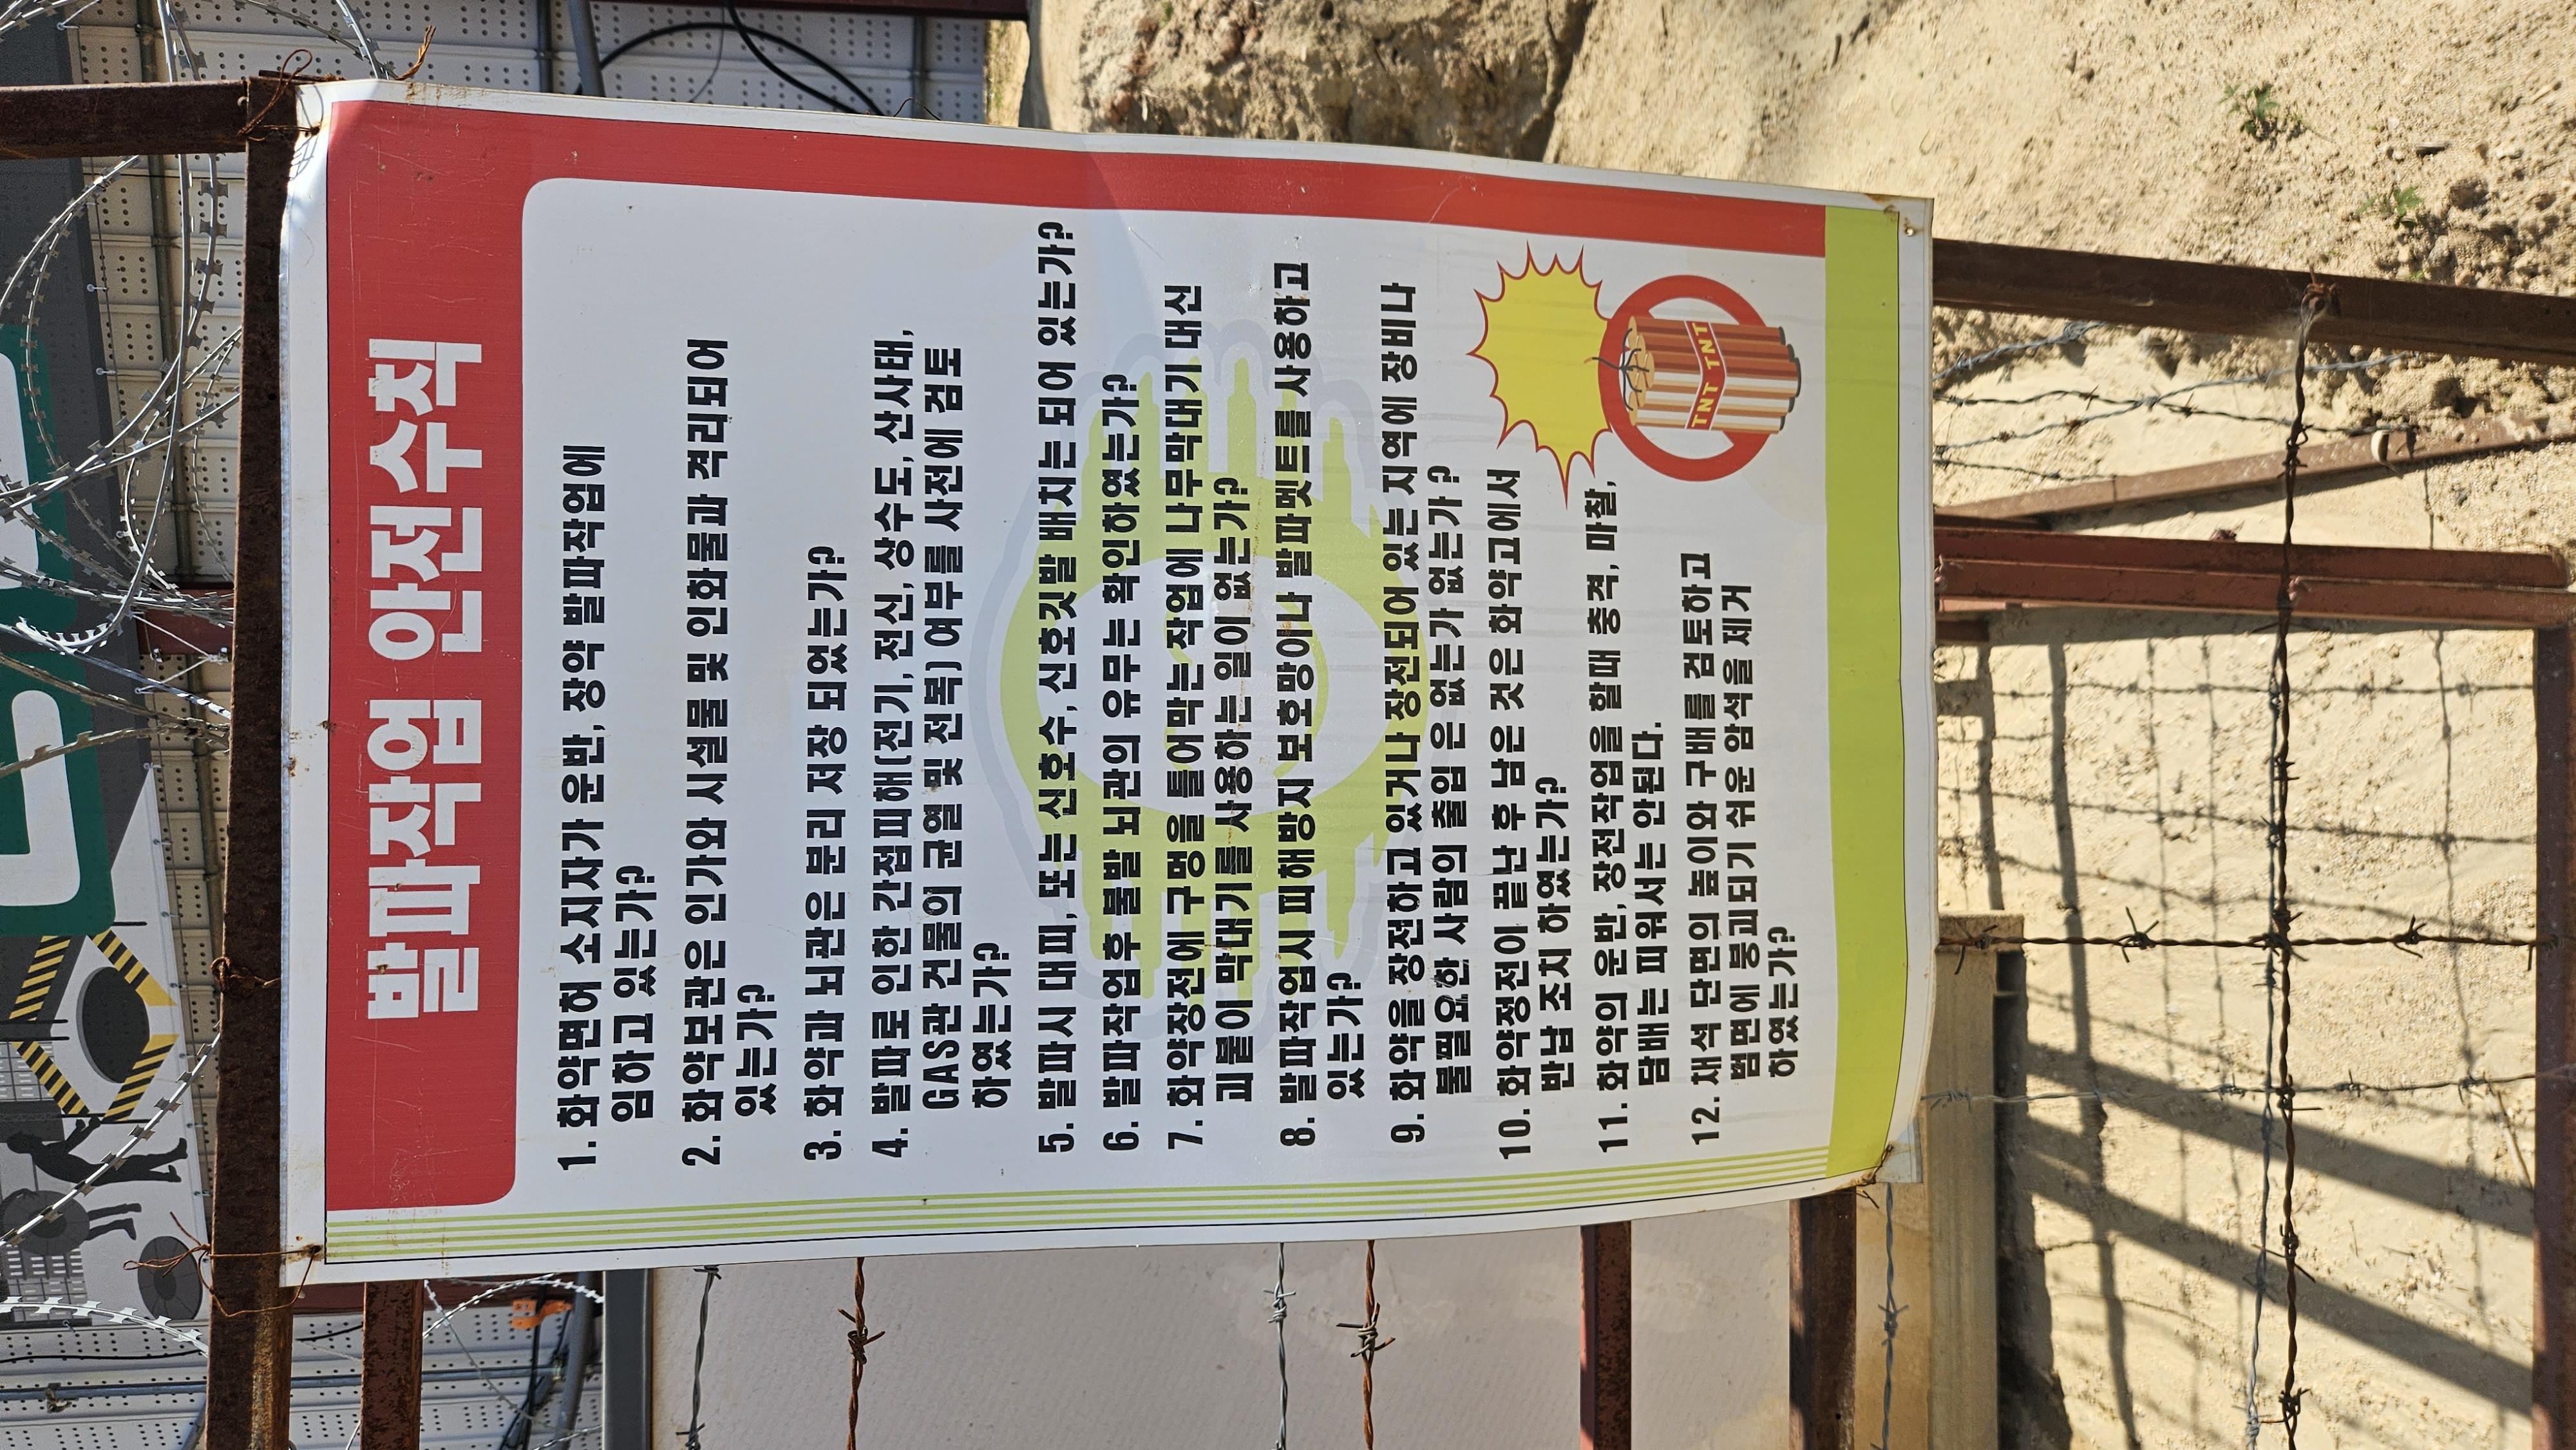 발파작업 안전수칙
1. 화약면허 소지자가 운반, 장약 발파작업에
임하고 있는가?
2. 화약보관은 인가와 시설물 및 인화물과 격리되어
있는가?
3. 화약과 뇌관은 분리 저장 되었는가?
4. 발파로 인한 간접피해(전기, 전신, 상수도, 산사태,
GAS관 건물의 균열 및 전복) 여부를 사전에 검토
하였는가?
5. 발파시 대피, 또는 신호수, 신호깃발 배치는 되어 있는가?
6. 발파작업후 불발 뇌관의 유무는 확인하였는가?
7. 화약장전에 구멍을 틀어막는 작업에 나무막대기 대신
괴붙이 막대기를 사용하는 일이 없는가?
8. 발파작업시 피해방지 보호망이나 발파멧트를 사용하고
있는가?
9. 화약을 장전하고 있거나 장전되어 있는 지역에 장비나
불필요한 사람의 출입 은 없는가 없는가 ?
10. 화약정전이 끝난 후 남은 것은 화약고에서
반납 조치 하였는가?
11. 화약의 운반, 장전작업을 할때 충격, 마찰,
담배는 피워서는 안된다.
12. 채석 단면의 높이와 구배를 검토하고
법면에 붕괴되기 쉬운 암석을 제거
하였는가?
TNT TNT